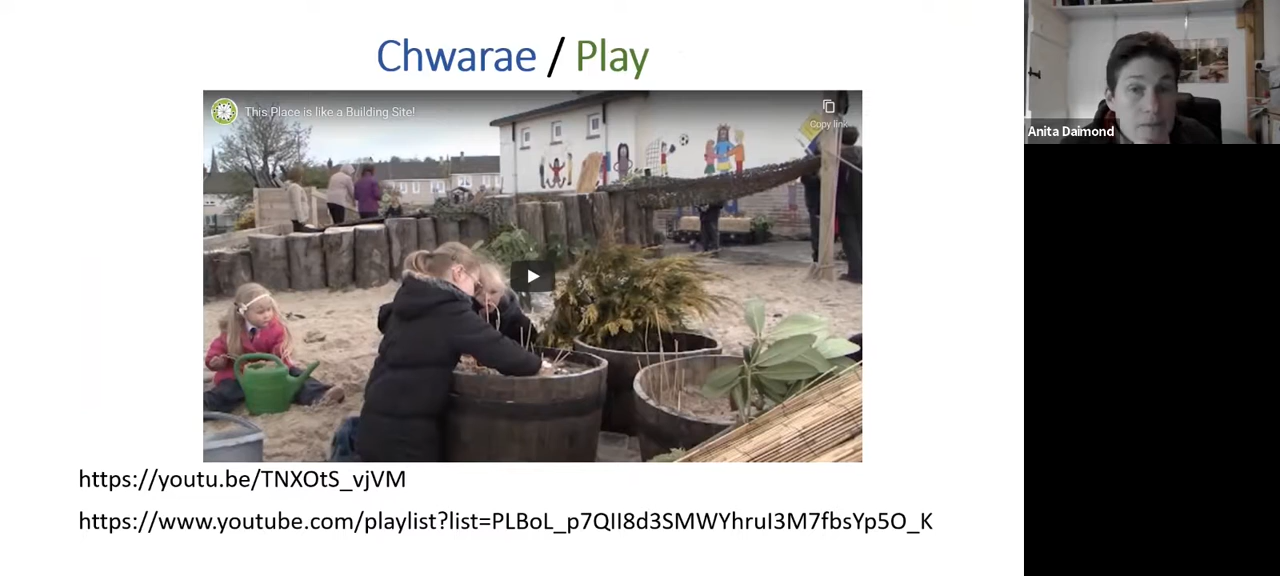 Chwarae / Play
This Place is like a Building Site!
Copy link
Anita Daimond
https://youtu.be/TNXOtS_vjVM
https://www.youtube.com/playlist?list=PLBoL_p7QII8d3SMWYhruI3M7fbsYp5O_K